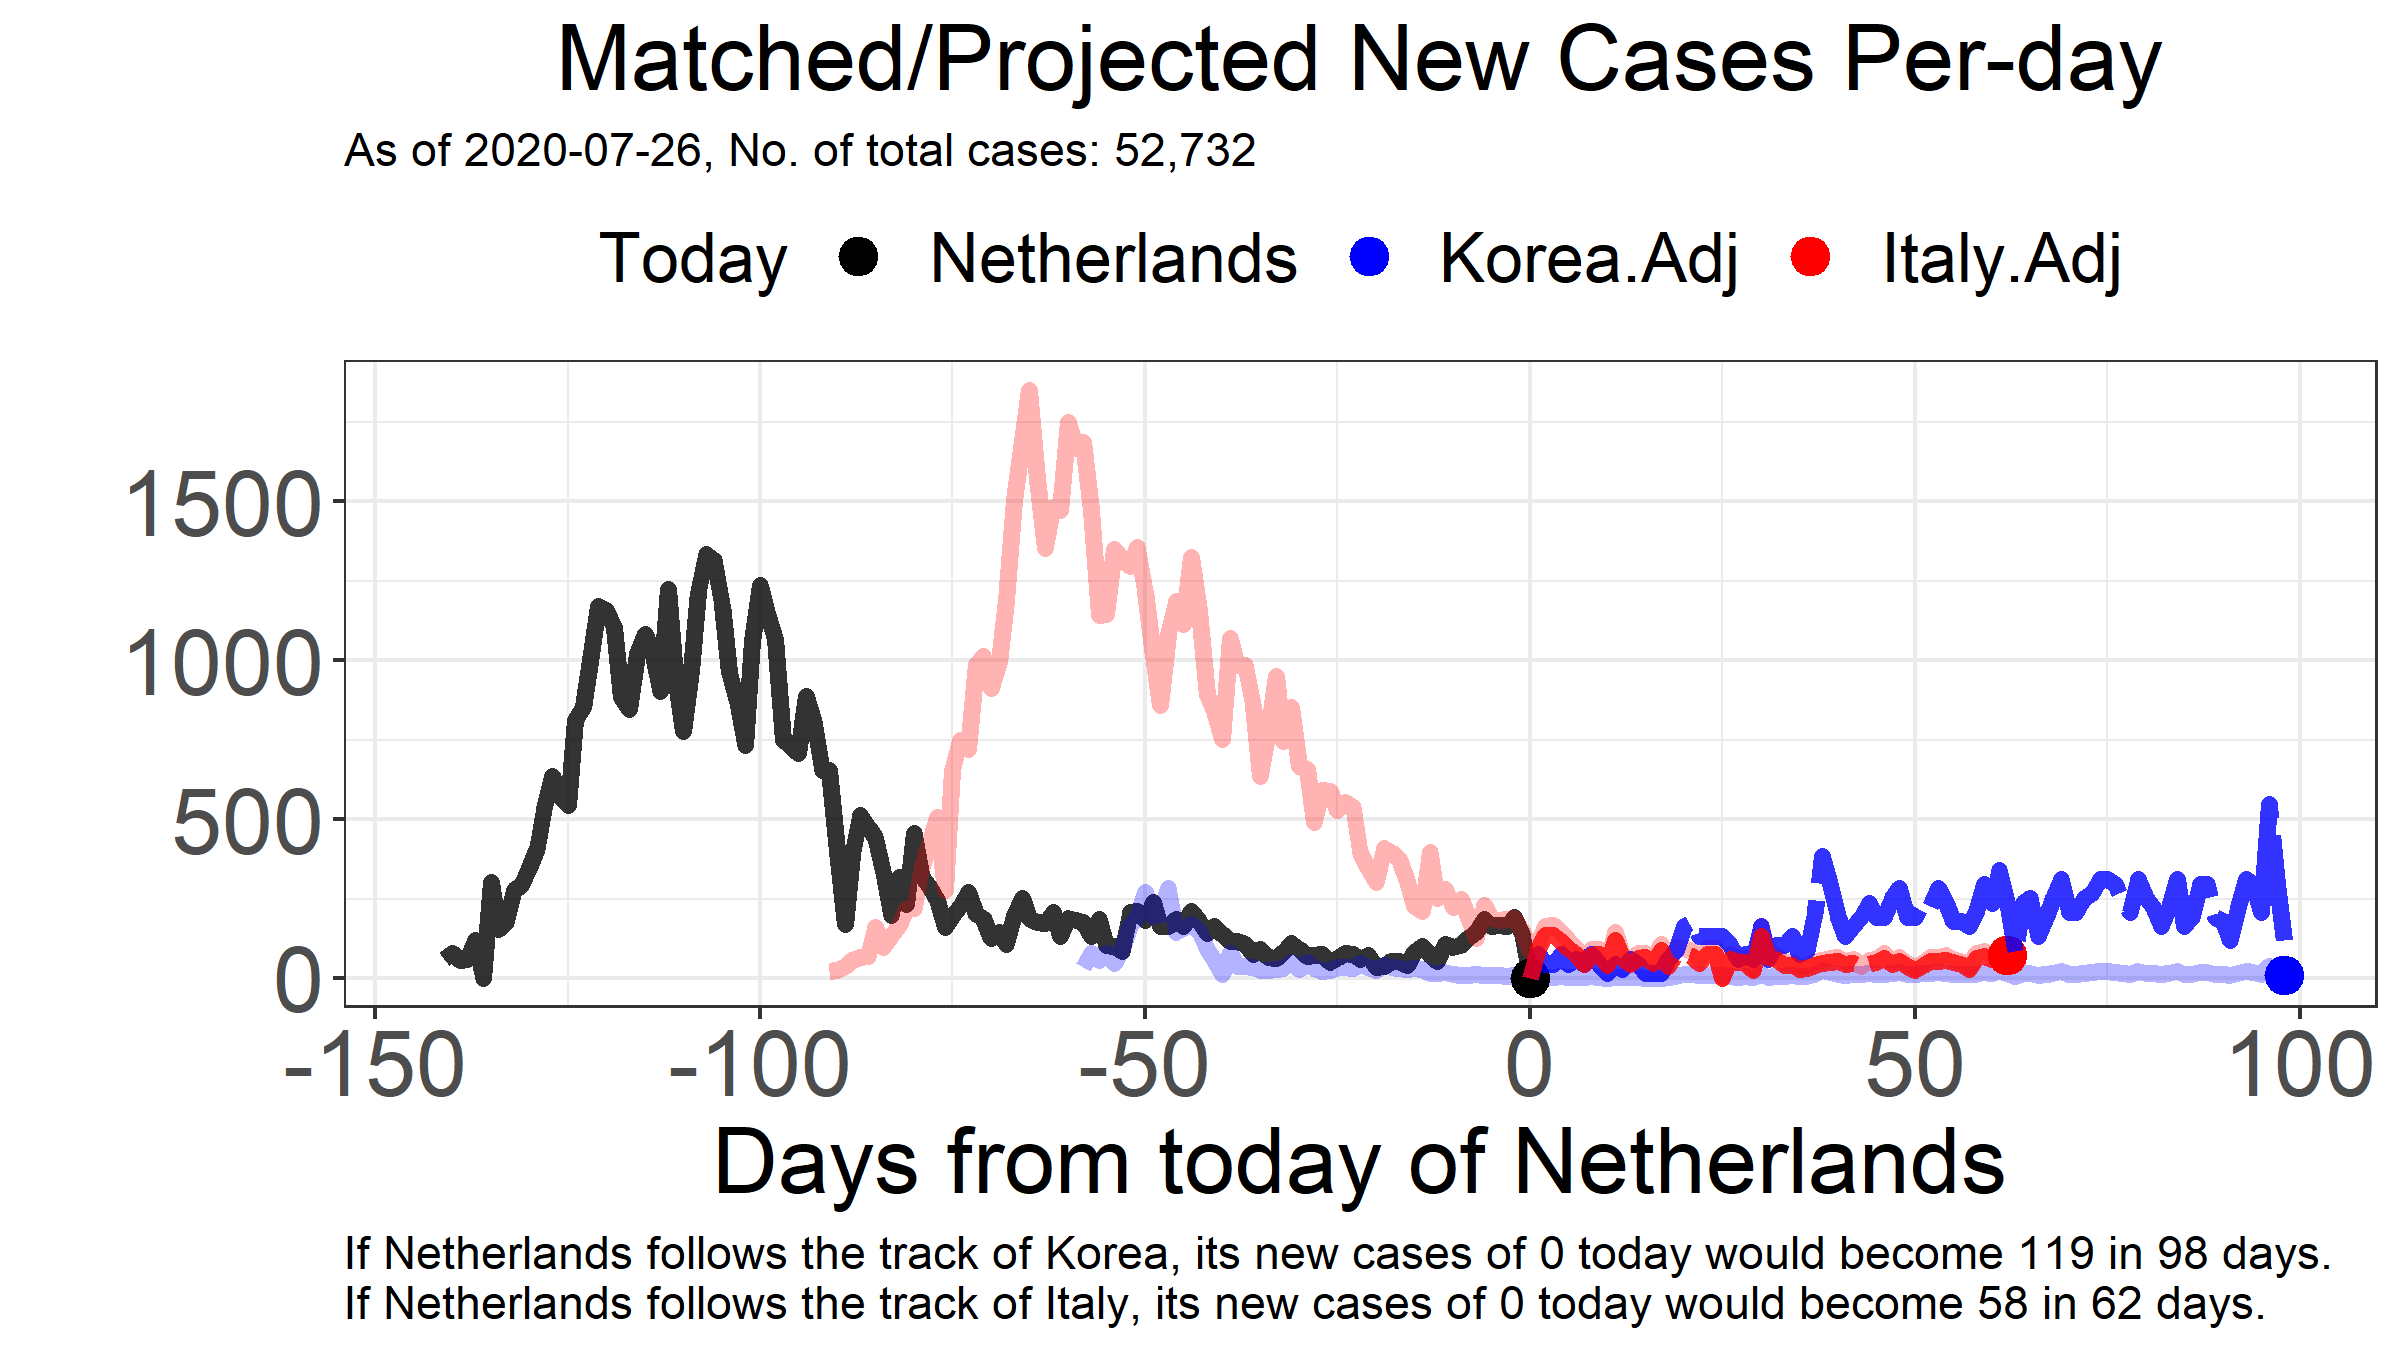 Matched/Projected New Cases Per-day
As of 2020-07-26, No. of total cases: 52,732
Today Netherlands Korea.Adj Italy.Adj
1500
1000
500
0
-150 -100 -50 0 50 100
Days from today of Netherlands
If Netherlands follows the track of Korea, its new cases of 0 today would become 119 in 98 days.
If Netherlands follows the track of Italy, its new cases of 0 today would become 58 in 62 days.